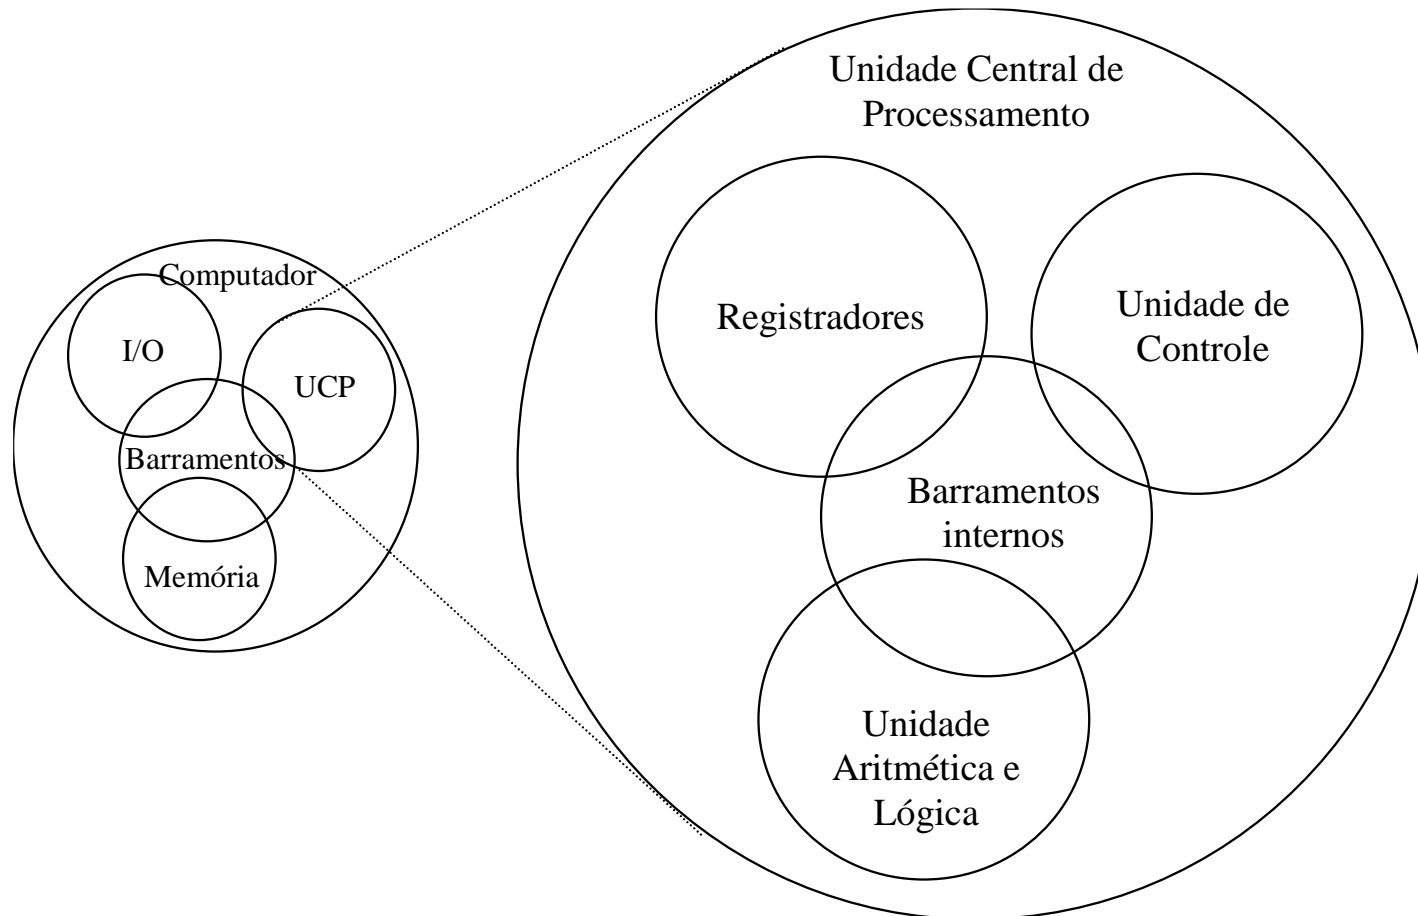 Computador
I/O
UCP
Barramentos
Memória
Unidade Central de
Processamento
Registradores
Unidade de
Controle
Barramentos
internos
Unidade
Aritmética e
Lógica